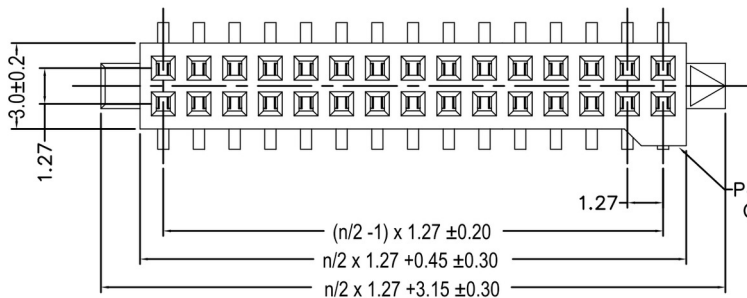 3.0±0.2
1.27
1.27
P
(n/2 -1) x 1.27 ±0.20
n/2 x 1.27 +0.45 ±0.30
n/2 x 1.27 +3.15 ±0.30